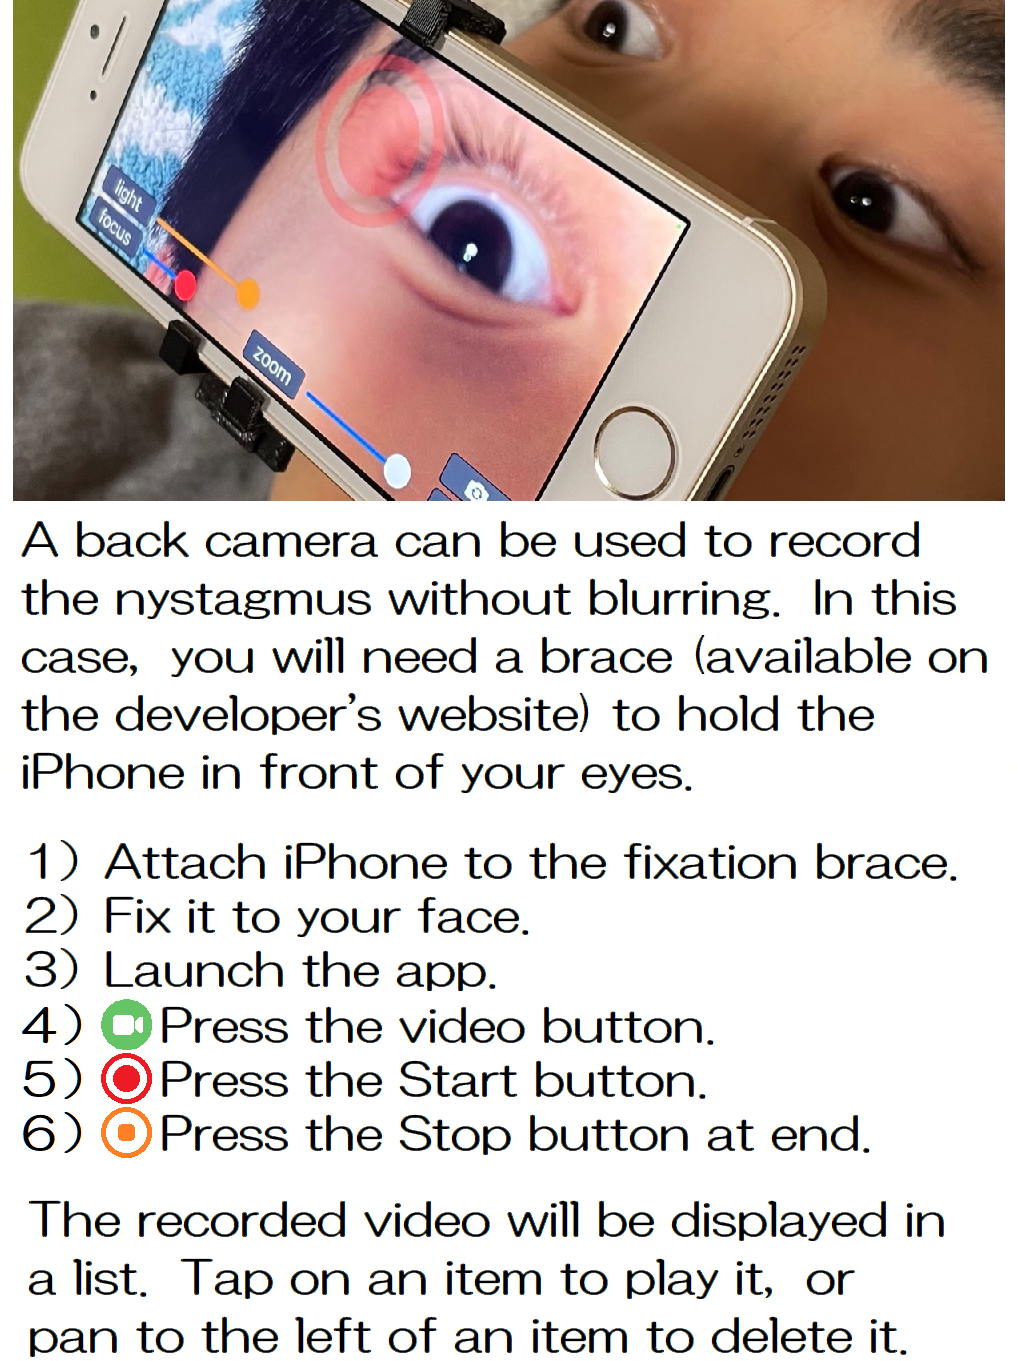 light
focus
zoom
A back camera can be used to record
the nystagmus without blurring. In this
case, you will need a brace (available on
the developer's website) to hold the
iPhone in front of your eyes.
1) Attach iPhone to the fixation brace.
2) Fix it to your face.
3) Launch the app.
4) Press the video button.
5) Press the Start button.
6) Press the Stop button at end.
The recorded video will be displayed in
a list. Tap on an item to play it, or
pan to the left of an item to delete it.